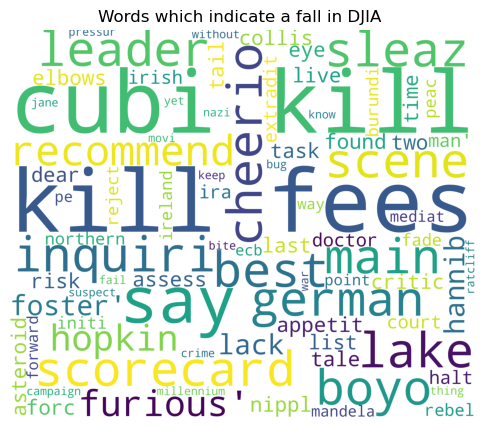 Words which indicate a fall in DJIA
pressur without collis
leader tail eye sleaz
elbows irish live time peac
cubi kill
jane yet nazi extradit burundi
movi know man'
recommend cheerio found two
bug task scene
dear reject ireland keep
kill fees
pe ira way mediat
northern bite ecb last doctor fade ratcliff
inquiri best main hannib
risk fail assess war point critic
suspect
foster' say german
initi appetit court
asteroid forward hopkin lack list lake
crime tale halt
scorecard
forc furious' nippl boyo
campaign millennium mandela thing
rebel